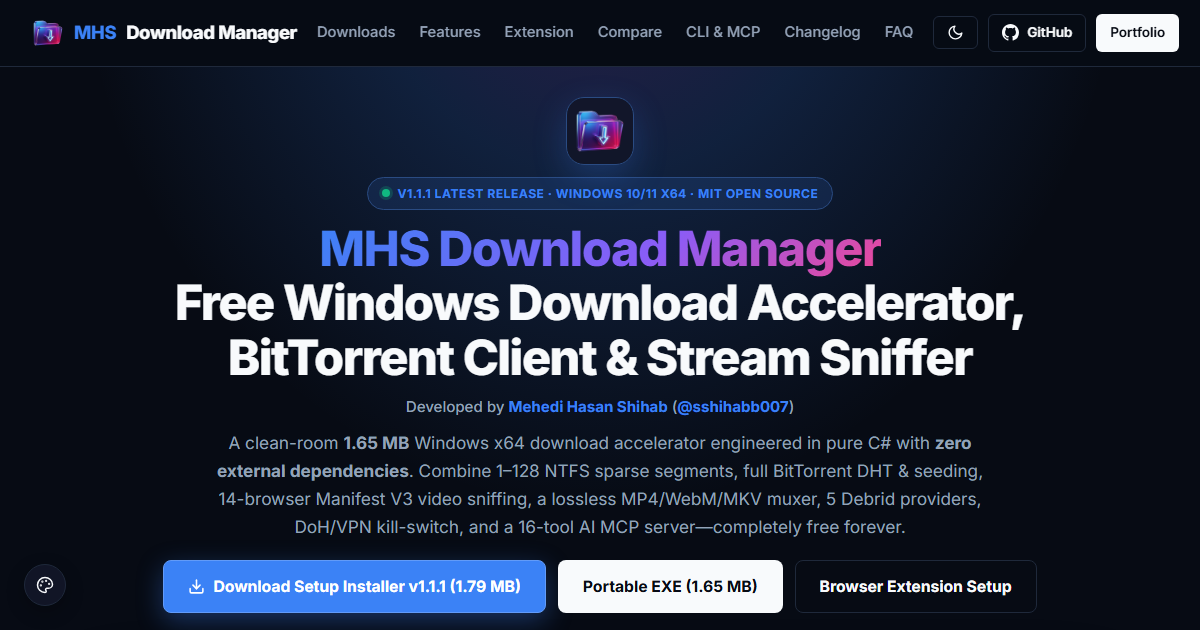 MHS Download Manager Downloads Features Extension Compare CLI & MCP Changelog FAQ GitHub Portfolio
V1.1.1 LATEST RELEASE · WINDOWS 10/11 X64 · MIT OPEN SOURCE
MHS Download Manager
Free Windows Download Accelerator,
BitTorrent Client & Stream Sniffer
Developed by Mehedi Hasan Shihab (@sshihabb007)
A clean-room 1.65 MB Windows x64 download accelerator engineered in pure C# with zero
external dependencies. Combine 1–128 NTFS sparse segments, full BitTorrent DHT & seeding,
14-browser Manifest V3 video sniffing, a lossless MP4/WebM/MKV muxer, 5 Debrid providers,
DoH/VPN kill-switch, and a 16-tool AI MCP server—completely free forever.
Download Setup Installer v1.1.1 (1.79 MB) Portable EXE (1.65 MB) Browser Extension Setup